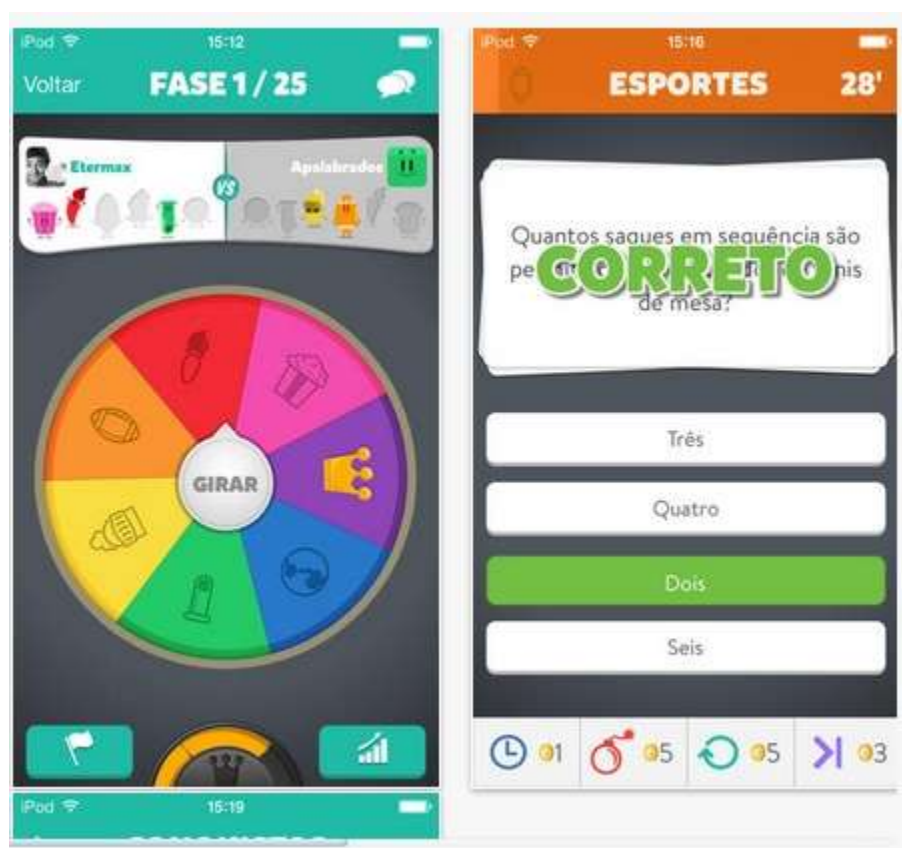 iPod 15:12
Voltar FASE 1 / 25
Etermax VS Apalabrados
GIRAR
iPod 15:16
ESPORTES 28'
Quantos saques em sequência são
CORRETO
de mesa?
Três
Quatro
Dois
Seis
1 5 5 3
iPod 15:19